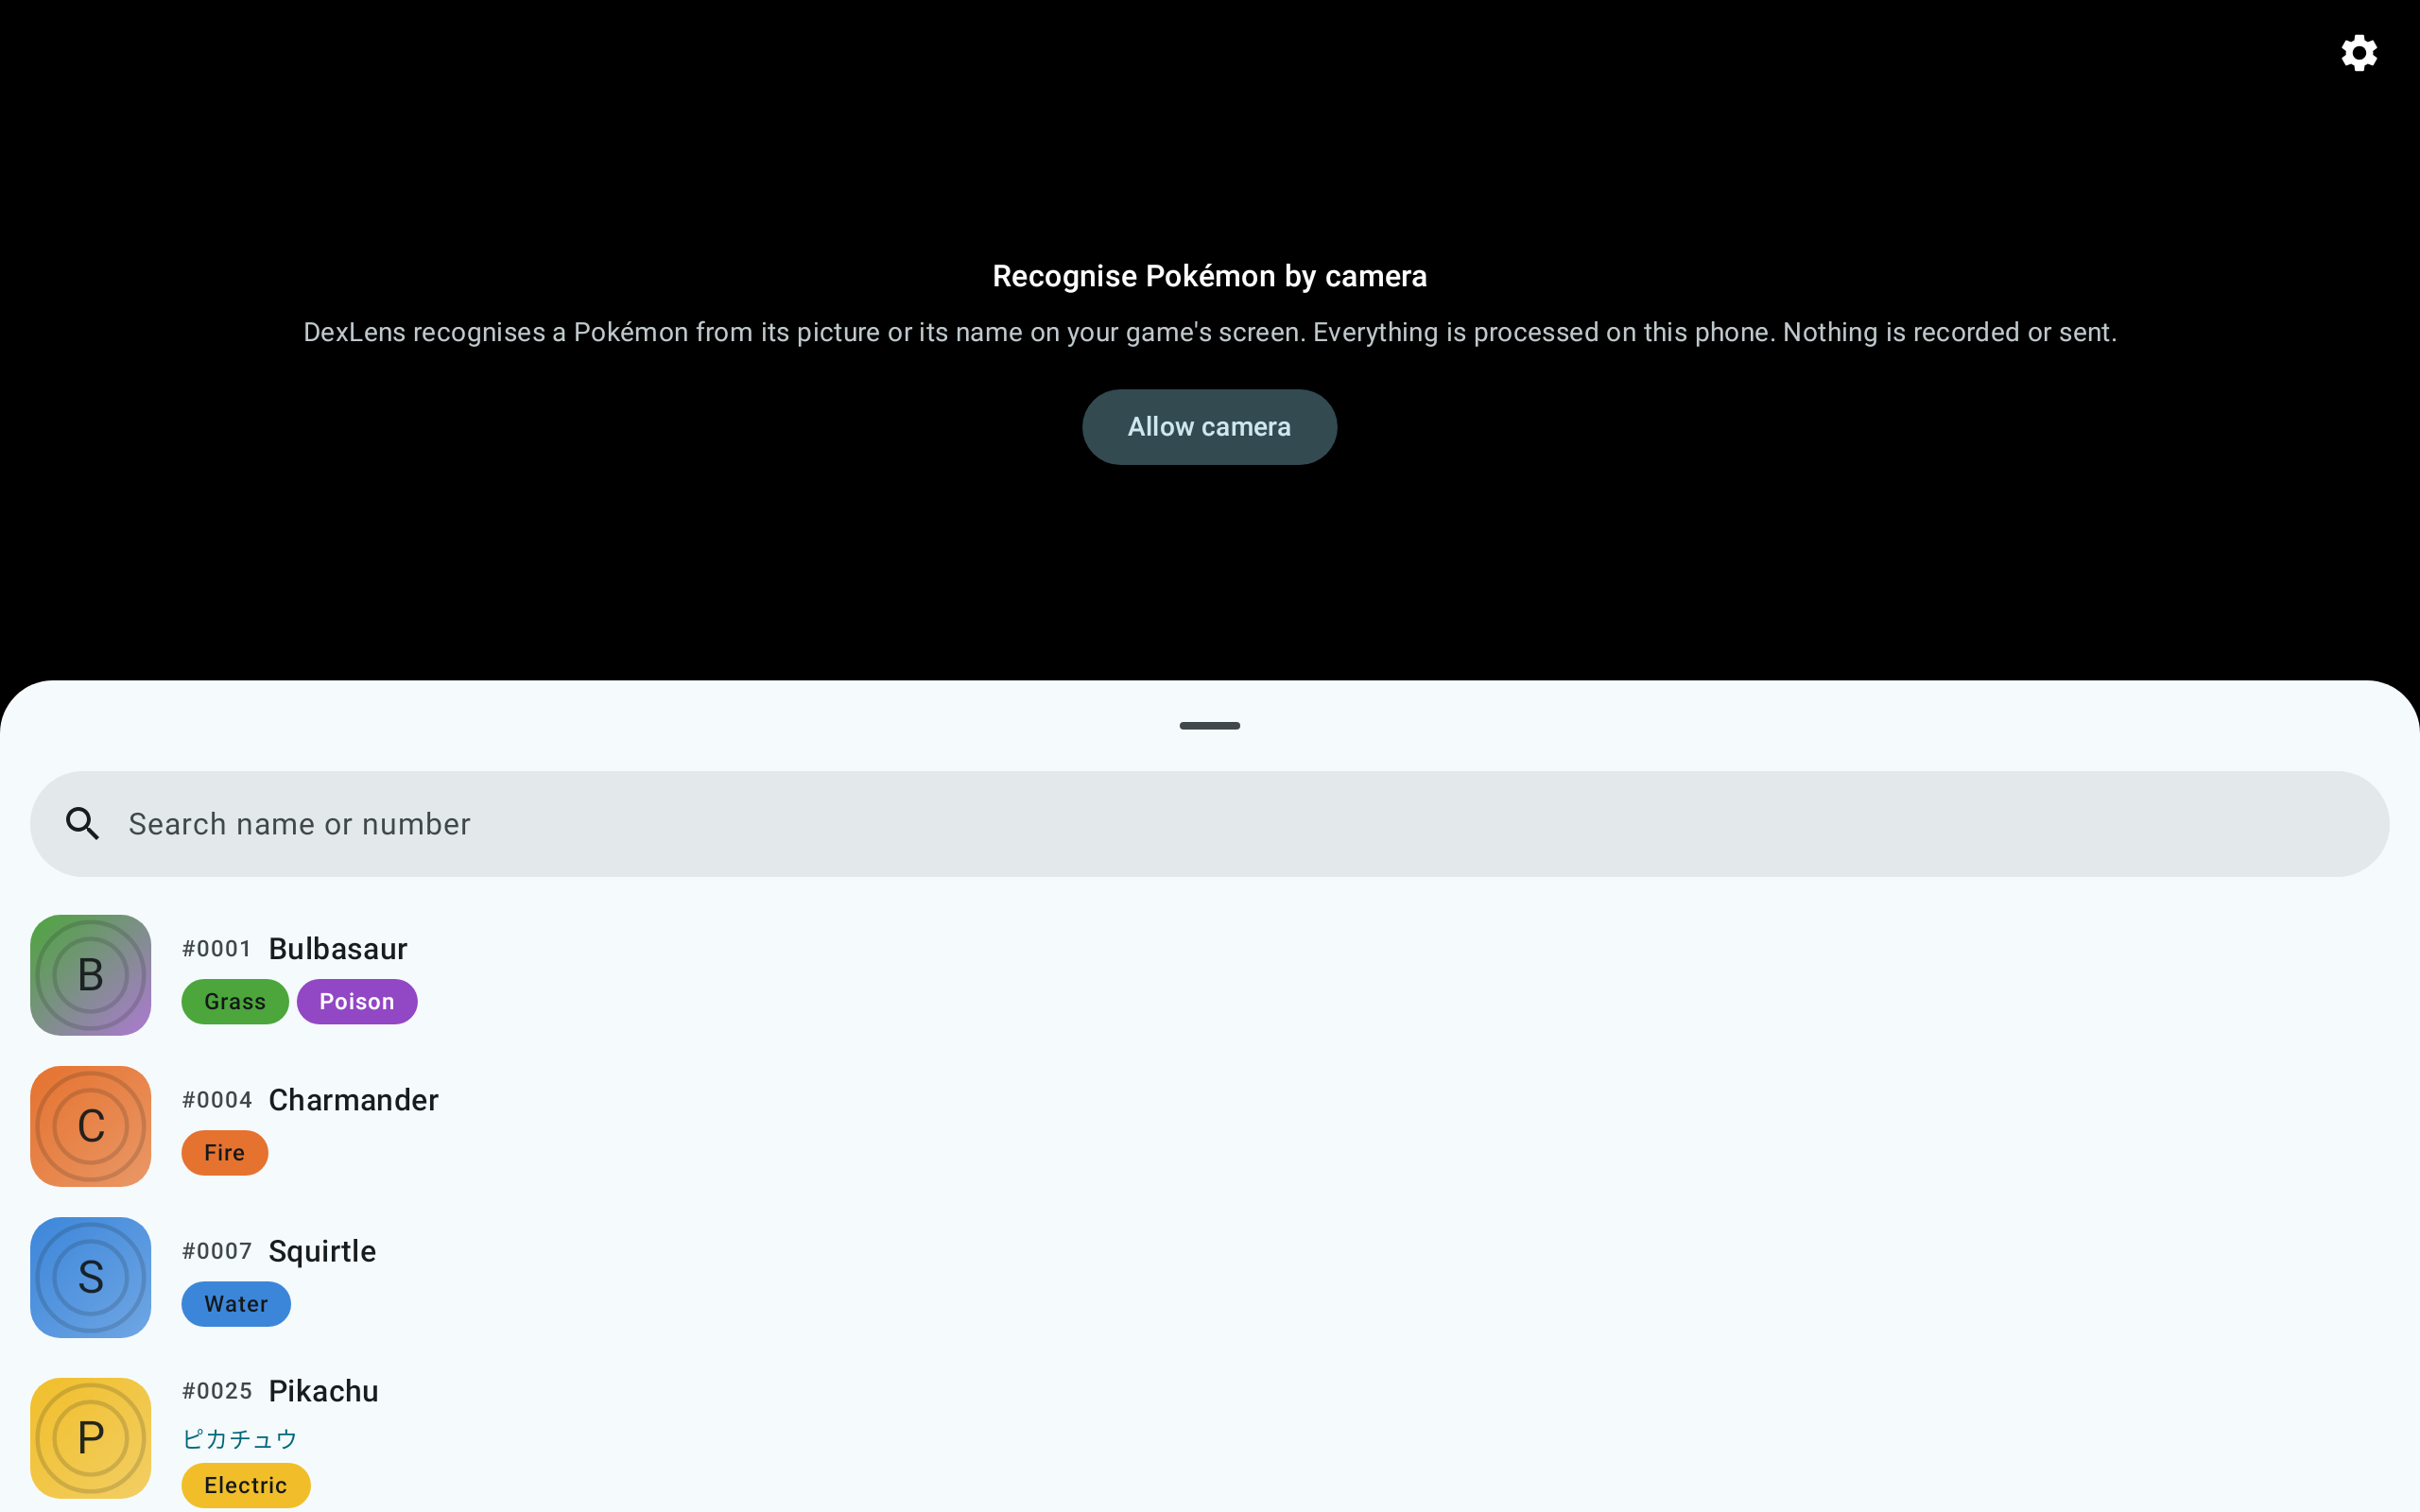 Recognise Pokémon by camera
DexLens recognises a Pokémon from its picture or its name on your game's screen. Everything is processed on this phone. Nothing is recorded or sent.
Allow camera
Search name or number
B
#0001 Bulbasaur
Grass Poison
C
#0004 Charmander
Fire
S
#0007 Squirtle
Water
P
#0025 Pikachu
ピカチュウ
Electric